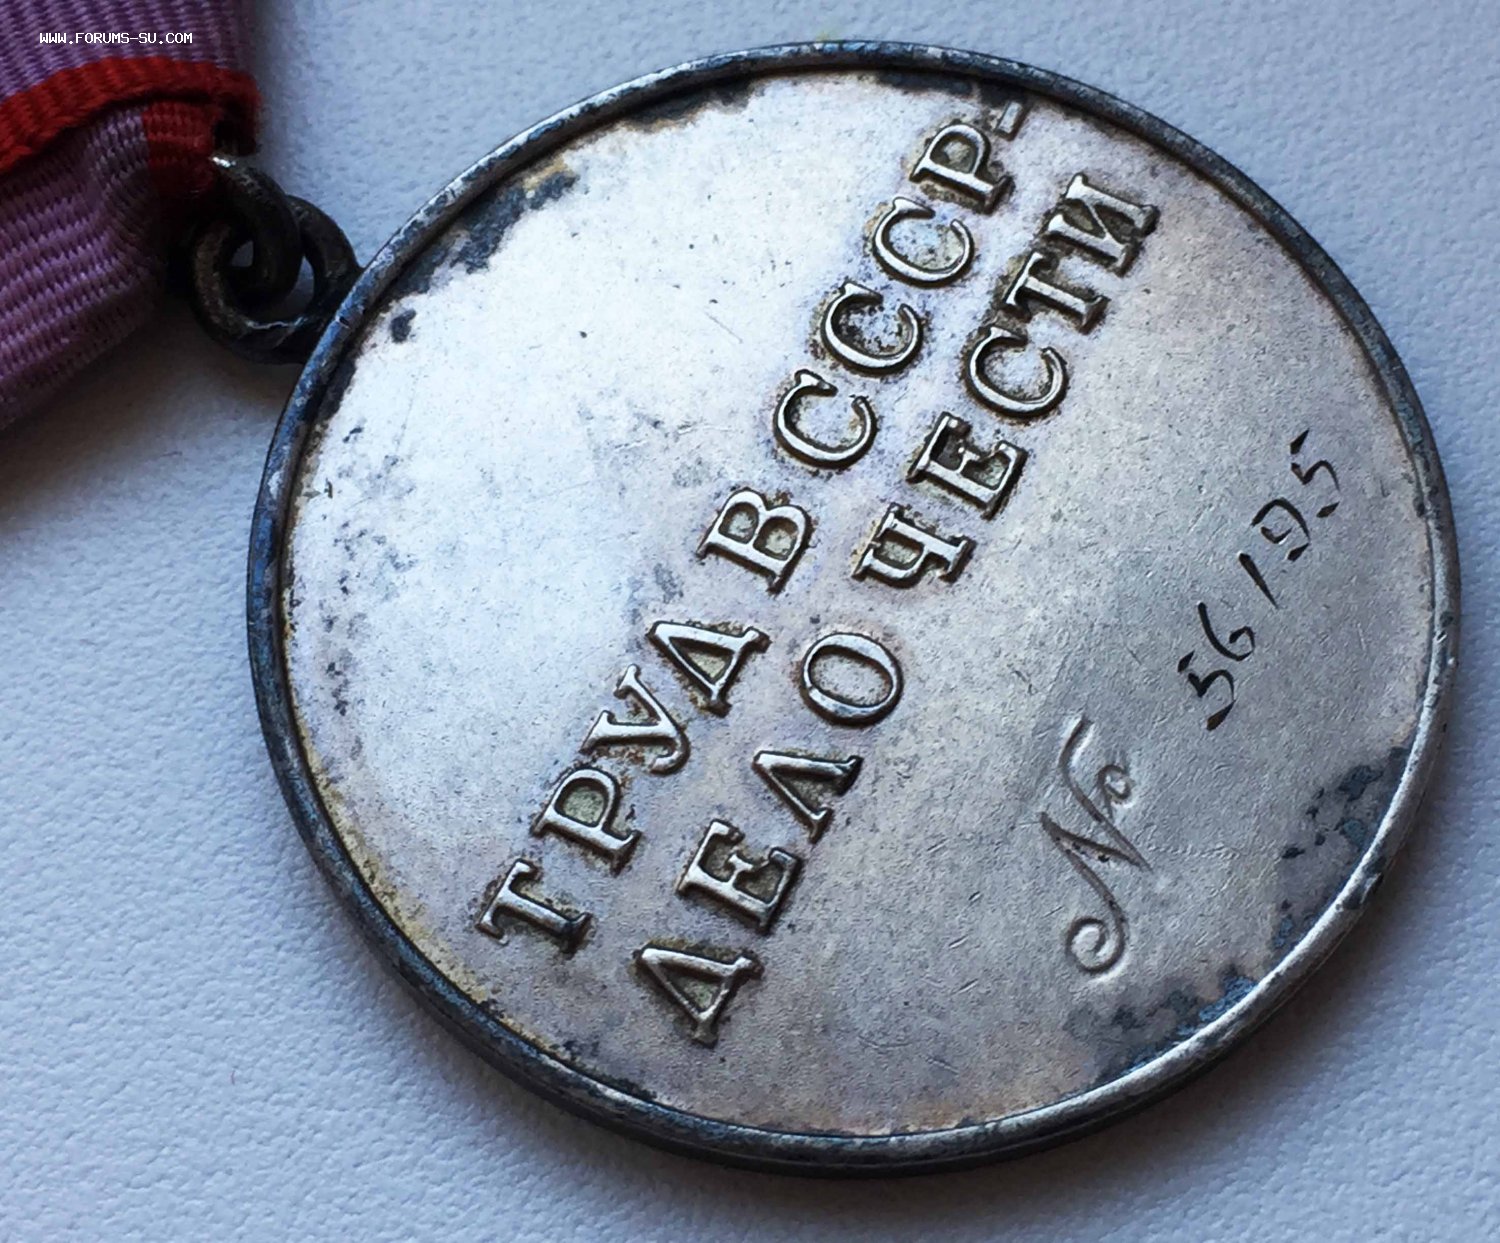 WWW.FORUMS-SU.COM
ТРУД В СССР-
ДЕЛО ЧЕСТИ
№ 56195